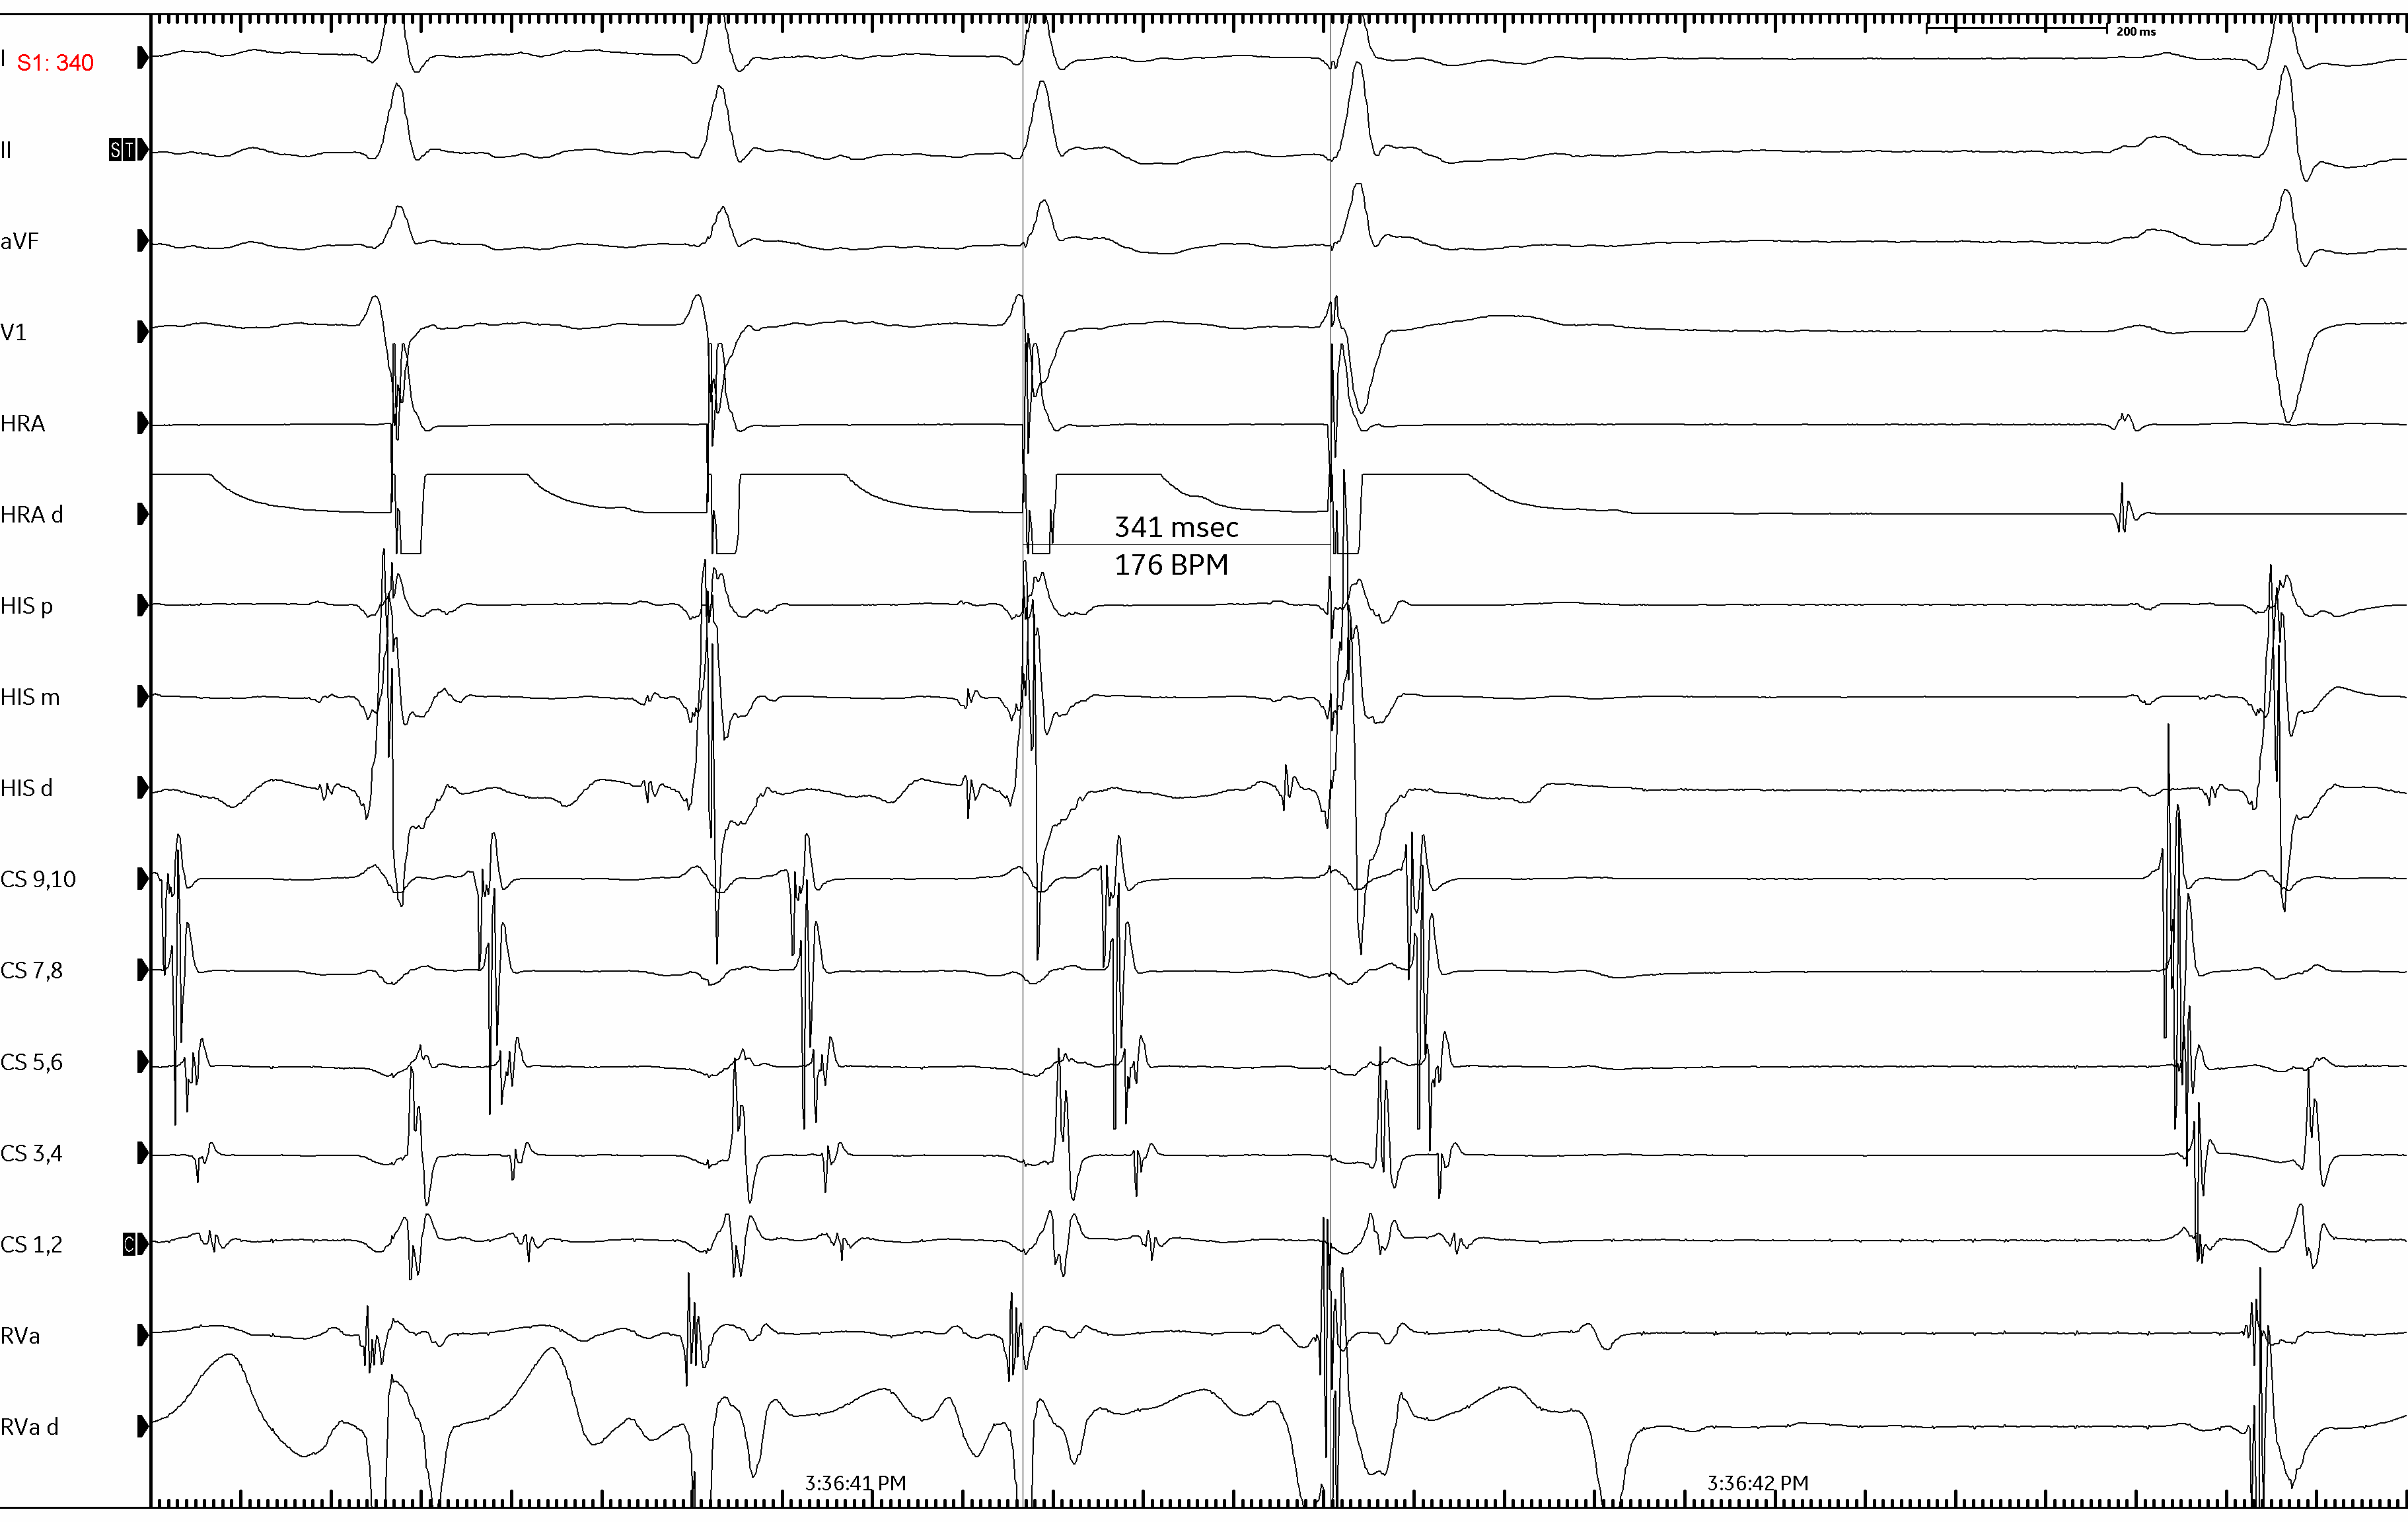 200 ms
I S1: 340
II ST
aVF
V1
HRA
HRA d
341 msec
176 BPM
HIS p
HIS m
HIS d
CS 9,10
CS 7,8
CS 5,6
CS 3,4
CS 1,2 C
RVa
RVa d
3:36:41 PM 3:36:42 PM